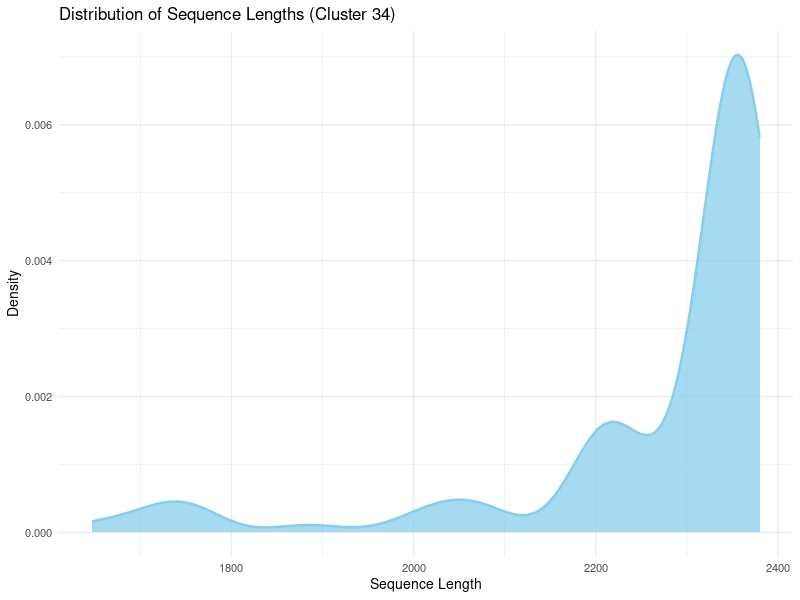 Distribution of Sequence Lengths (Cluster 34)
0.006
0.004
0.002
0.000
Density
1800
2000
2200
2400
Sequence Length